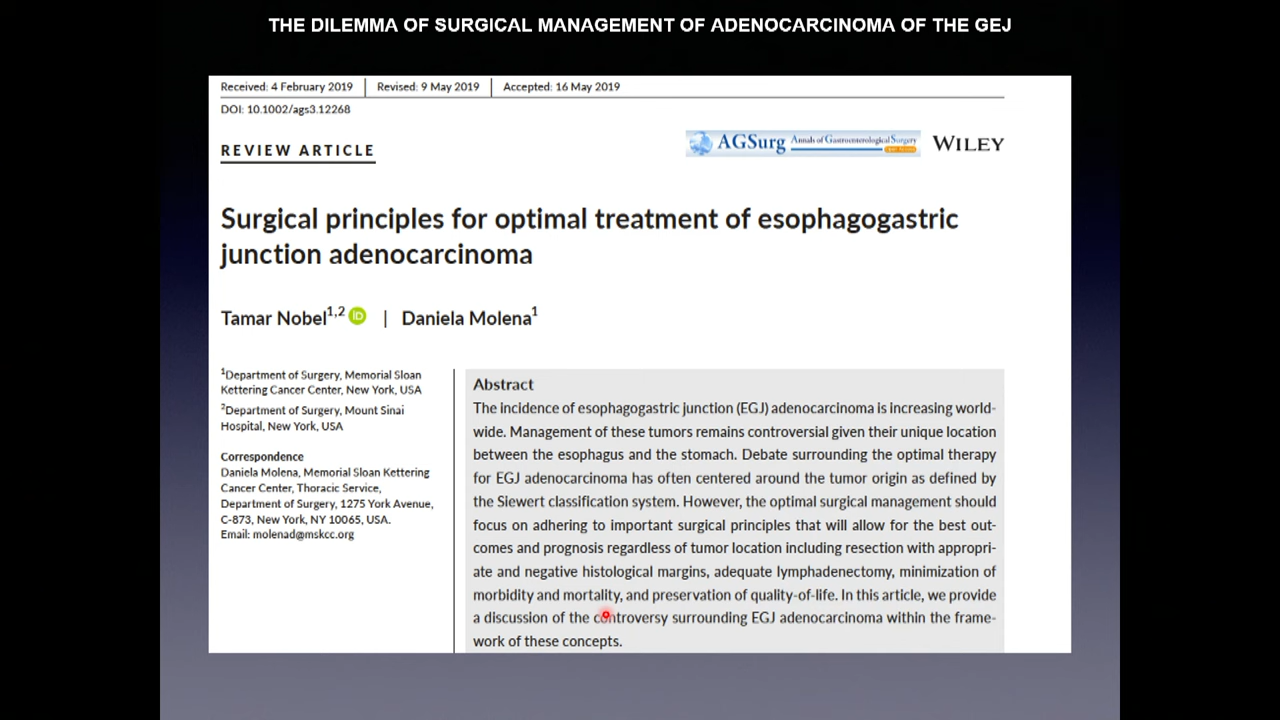 THE DILEMMA OF SURGICAL MANAGEMENT OF ADENOCARCINOMA OF THE GEJ
Received: 4 February 2019 | Revised: 9 May 2019 | Accepted: 16 May 2019
DOI: 10.1002/ags3.12268
REVIEW ARTICLE
AGSurg Annals of Gastroenterological Surgery
WILEY
Surgical principles for optimal treatment of esophagogastric
junction adenocarcinoma
Tamar Nobel1,2 iD | Daniela Molena1
1Department of Surgery, Memorial Sloan
Kettering Cancer Center, New York, USA
2Department of Surgery, Mount Sinai
Hospital, New York, USA
Correspondence
Daniela Molena, Memorial Sloan Kettering
Cancer Center, Thoracic Service,
Department of Surgery, 1275 York Avenue,
C-873, New York, NY 10065, USA.
Email: molenad@mskcc.org
Abstract
The incidence of esophagogastric junction (EGJ) adenocarcinoma is increasing world-
wide. Management of these tumors remains controversial given their unique location
between the esophagus and the stomach. Debate surrounding the optimal therapy
for EGJ adenocarcinoma has often centered around the tumor origin as defined by
the Siewert classification system. However, the optimal surgical management should
focus on adhering to important surgical principles that will allow for the best out-
comes and prognosis regardless of tumor location including resection with appropri-
ate and negative histological margins, adequate lymphadenectomy, minimization of
morbidity and mortality, and preservation of quality-of-life. In this article, we provide
a discussion of the controversy surrounding EGJ adenocarcinoma within the frame-
work of these concepts.